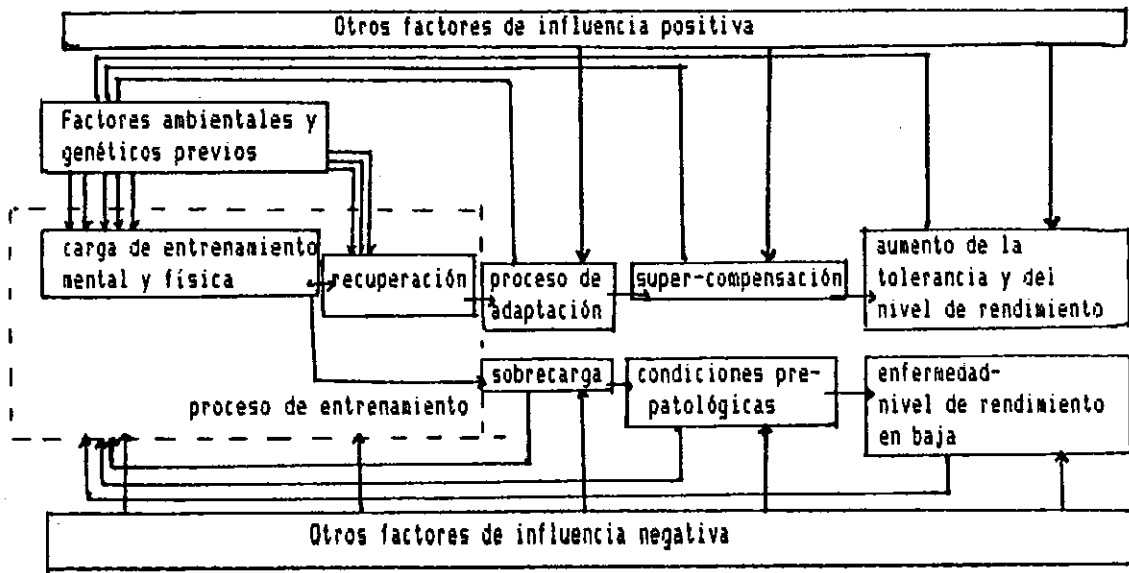 Otros factores de influencia positiva
Factores ambientales y
genéticos previos
carga de entrenamiento
mental y física
recuperación
proceso de
adaptación
super-compensación
aumento de la
tolerancia y del
nivel de rendimiento
sobrecarga
condiciones pre-
patológicas
enfermedad-
nivel de rendimiento
en baja
proceso de entrenamiento
Otros factores de influencia negativa